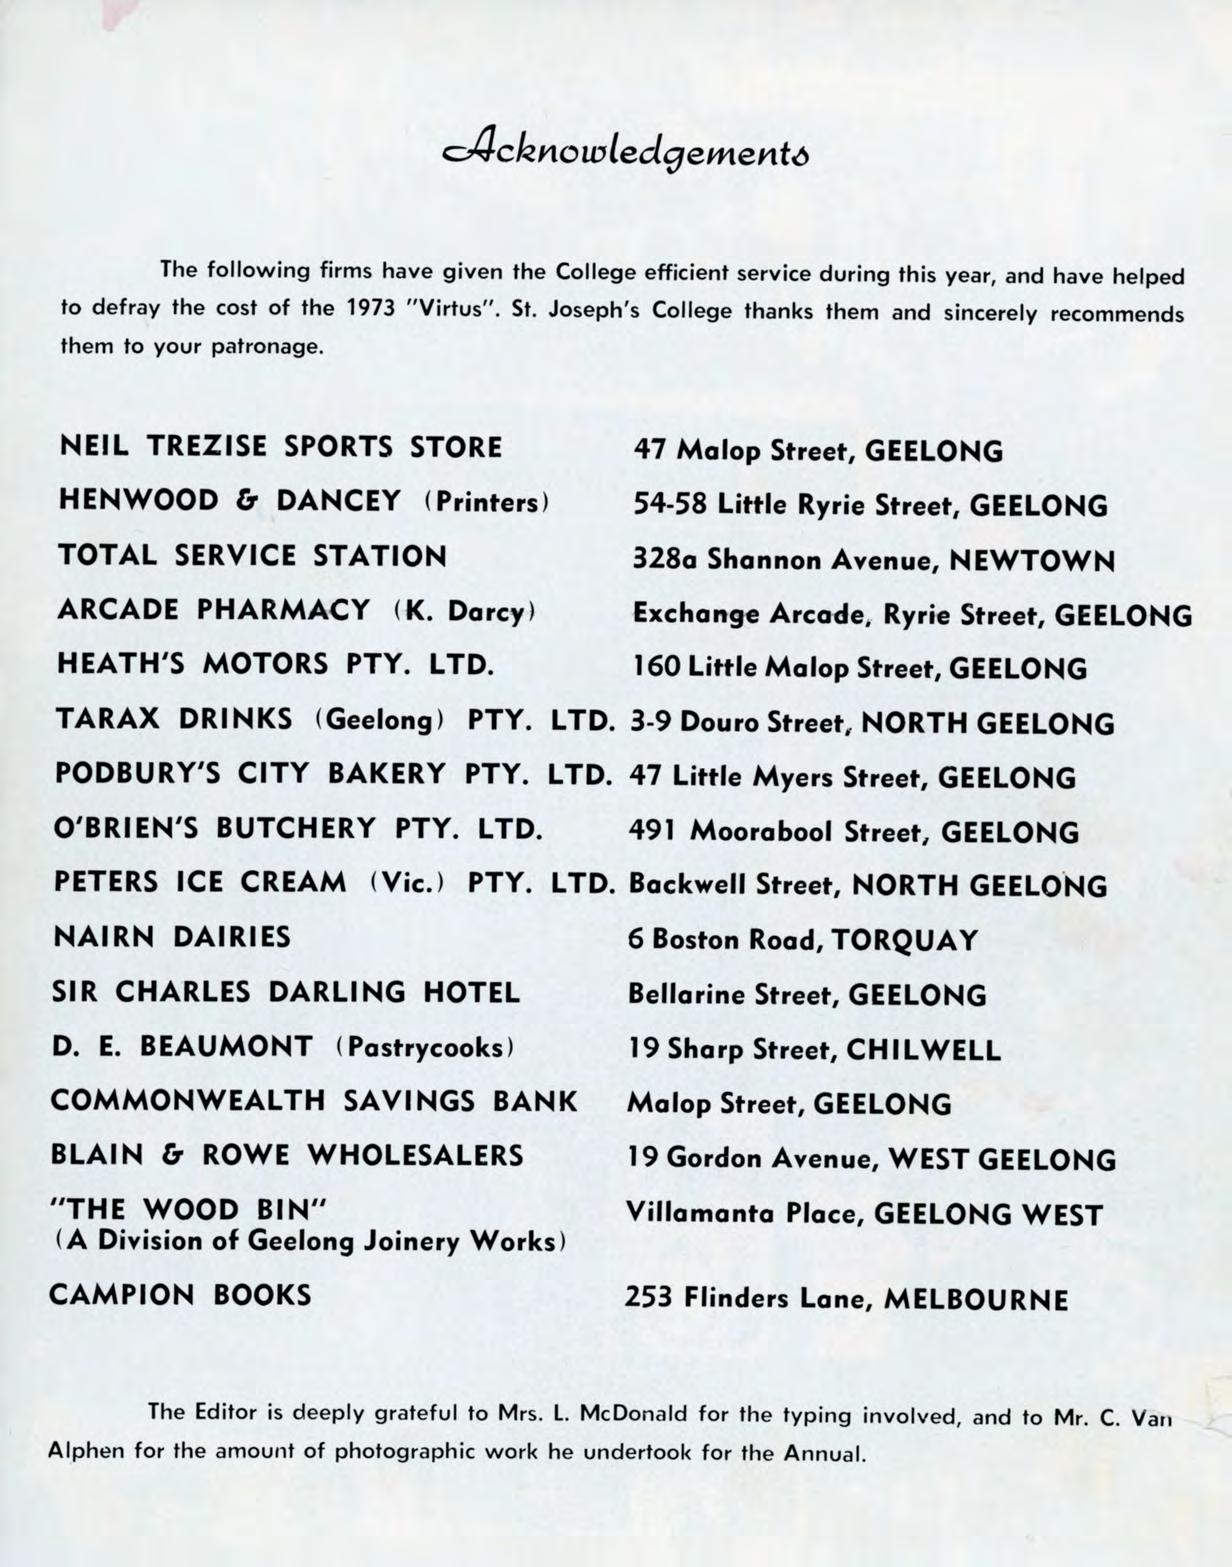 Acknowledgements
The following firms have given the College efficient service during this year, and have helped
to defray the cost of the 1973 "Virtus". St. Joseph's College thanks them and sincerely recommends
them to your patronage.
NEIL TREZISE SPORTS STORE 47 Malop Street, GEELONG
HENWOOD & DANCEY (Printers) 54-58 Little Ryrie Street, GEELONG
TOTAL SERVICE STATION 328a Shannon Avenue, NEWTOWN
ARCADE PHARMACY (K. Darcy) Exchange Arcade, Ryrie Street, GEELONG
HEATH'S MOTORS PTY. LTD. 160 Little Malop Street, GEELONG
TARAX DRINKS (Geelong) PTY. LTD. 3-9 Douro Street, NORTH GEELONG
PODBURY'S CITY BAKERY PTY. LTD. 47 Little Myers Street, GEELONG
O'BRIEN'S BUTCHERY PTY. LTD. 491 Moorabool Street, GEELONG
PETERS ICE CREAM (Vic.) PTY. LTD. Backwell Street, NORTH GEELONG
NAIRN DAIRIES 6 Boston Road, TORQUAY
SIR CHARLES DARLING HOTEL Bellarine Street, GEELONG
D. E. BEAUMONT (Pastrycooks) 19 Sharp Street, CHILWELL
COMMONWEALTH SAVINGS BANK Malop Street, GEELONG
BLAIN & ROWE WHOLESALERS 19 Gordon Avenue, WEST GEELONG
"THE WOOD BIN" Villamanta Place, GEELONG WEST
(A Division of Geelong Joinery Works)
CAMPION BOOKS 253 Flinders Lane, MELBOURNE
The Editor is deeply grateful to Mrs. L. McDonald for the typing involved, and to Mr. C. Van
Alphen for the amount of photographic work he undertook for the Annual.